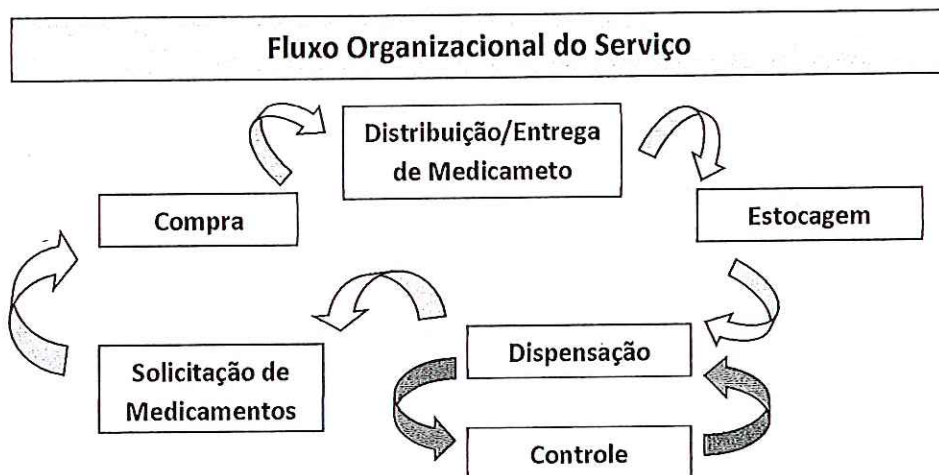 Fluxo Organizacional do Serviço
Distribuição/Entrega
de Medicameto
Compra
Estocagem
Dispensação
Solicitação de
Medicamentos
Controle